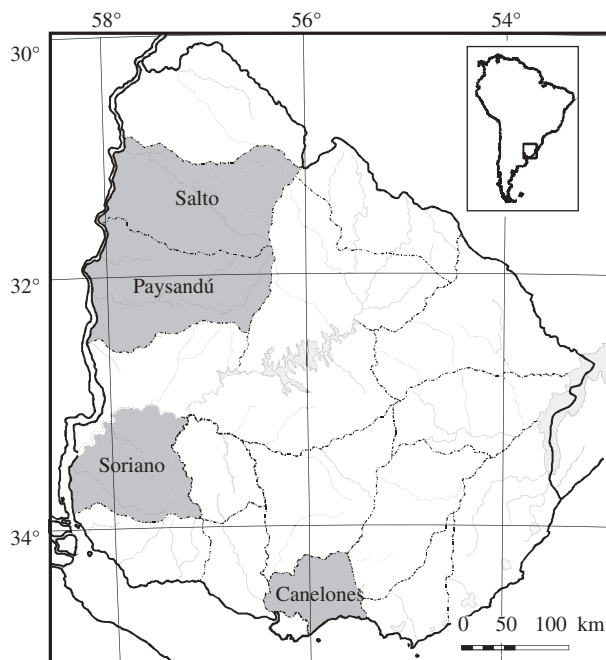 58° 56° 54°
30°
Salto
32°
Paysandú
Soriano
34°
Canelones
0 50 100 km